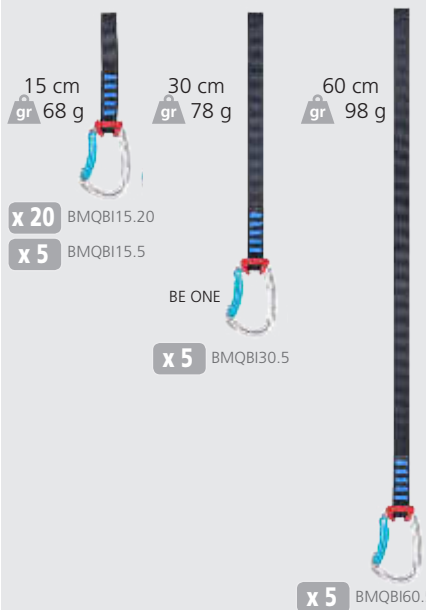 15 cm
gr 68 g
30 cm
gr 78 g
60 cm
gr 98 g
x 20 BMQBI15.20
x 5 BMQBI15.5
BE ONE
x 5 BMQBI30.5
x 5 BMQBI60.